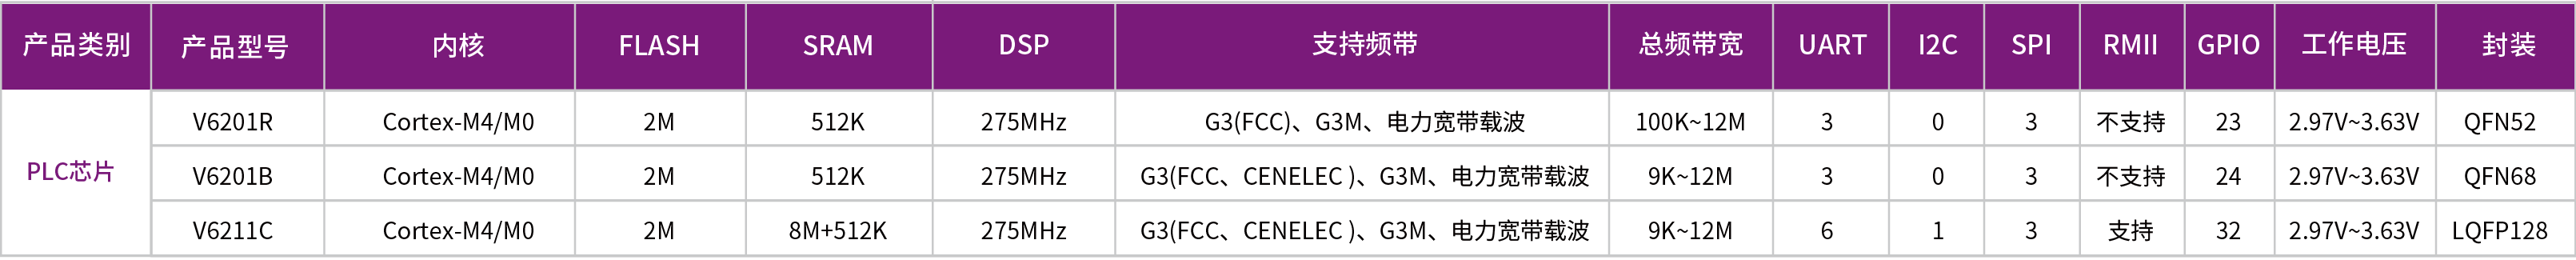 产品类别 产品型号 内核 FLASH SRAM DSP 支持频带 总频带宽 UART I2C SPI RMII GPIO 工作电压 封装
V6201R Cortex-M4/M0 2M 512K 275MHz G3(FCC)、G3M、电力宽带载波 100K~12M 3 0 3 不支持 23 2.97V~3.63V QFN52
PLC芯片 V6201B Cortex-M4/M0 2M 512K 275MHz G3(FCC、CENELEC )、G3M、电力宽带载波 9K~12M 3 0 3 不支持 24 2.97V~3.63V QFN68
V6211C Cortex-M4/M0 2M 8M+512K 275MHz G3(FCC、CENELEC )、G3M、电力宽带载波 9K~12M 6 1 3 支持 32 2.97V~3.63V LQFP128